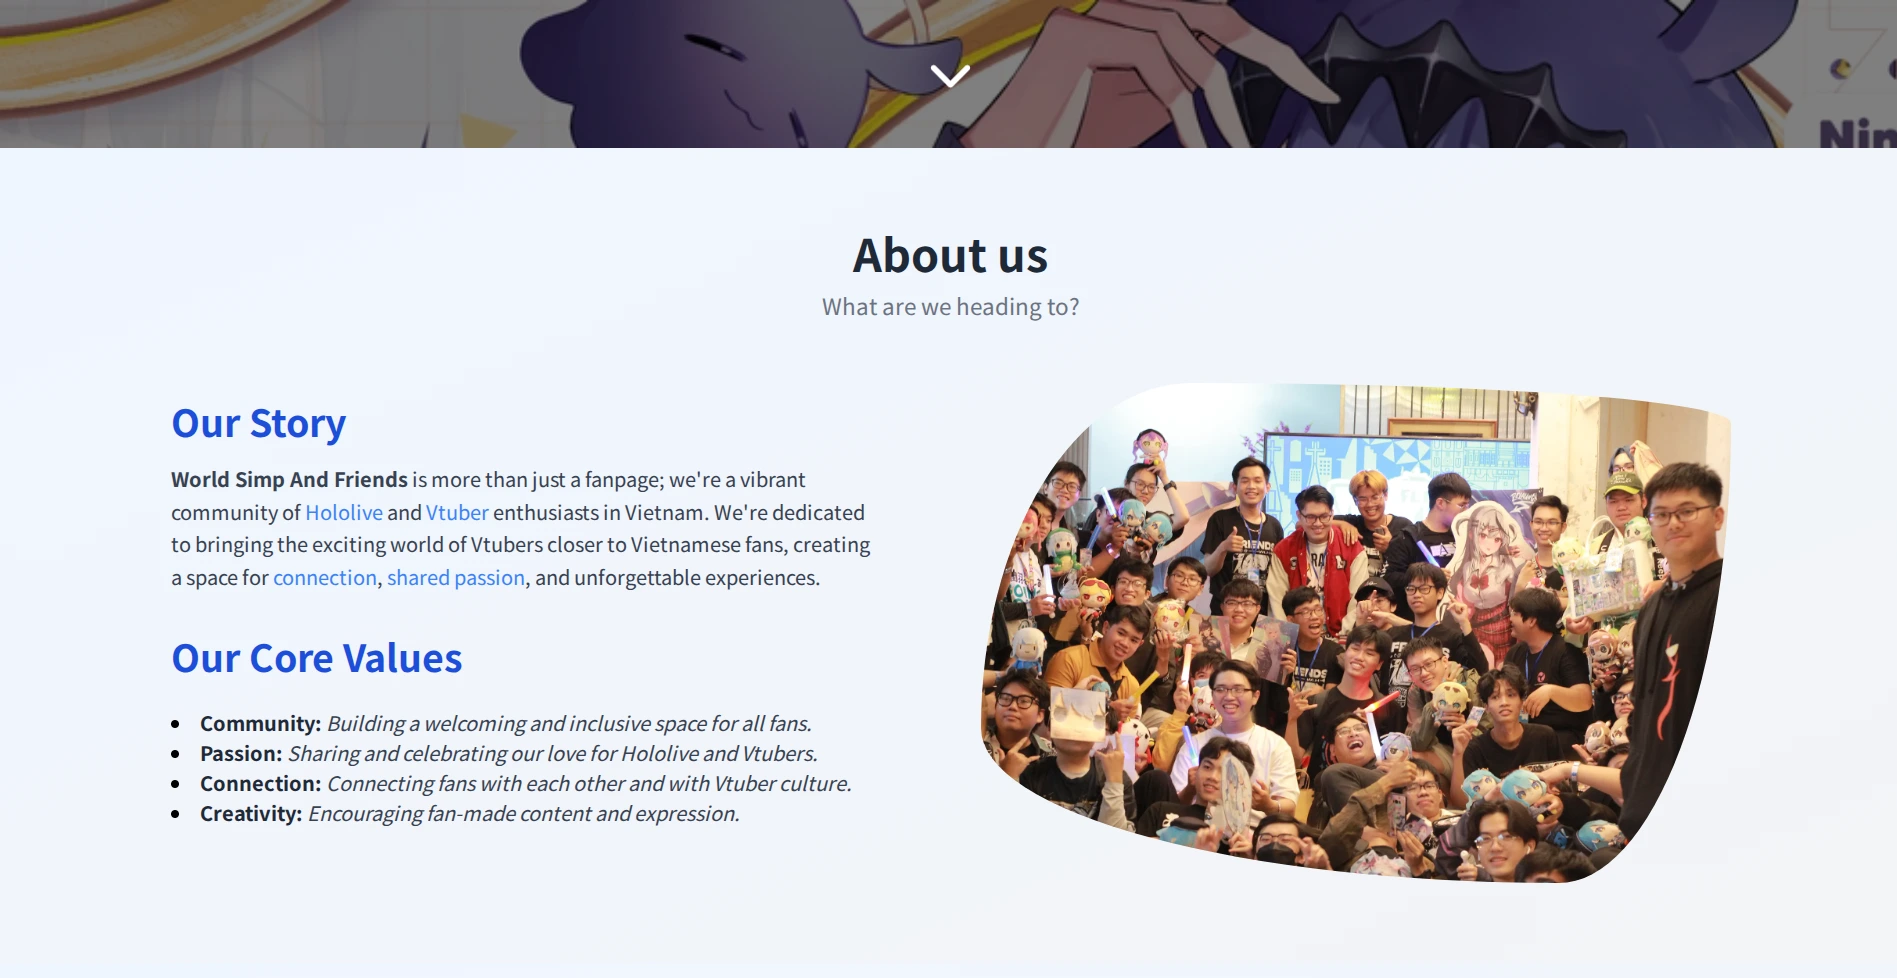 Nin
About us
What are we heading to?
Our Story
World Simp And Friends is more than just a fanpage; we're a vibrant
community of Hololive and Vtuber enthusiasts in Vietnam. We're dedicated
to bringing the exciting world of Vtubers closer to Vietnamese fans, creating
a space for connection, shared passion, and unforgettable experiences.
Our Core Values
Community: Building a welcoming and inclusive space for all fans.
Passion: Sharing and celebrating our love for Hololive and Vtubers.
Connection: Connecting fans with each other and with Vtuber culture.
Creativity: Encouraging fan-made content and expression.